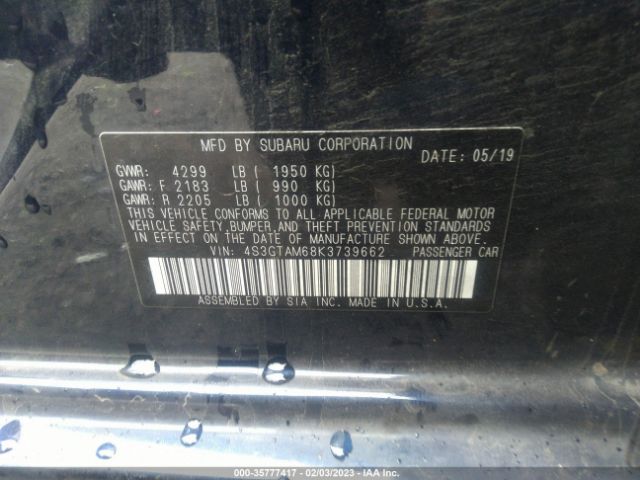 MFD BY SUBARU CORPORATION
DATE: 05/19
GVWR: 4299 LB ( 1950 KG)
GAWR: F 2183 LB ( 990 KG)
GAWR: R 2205 LB ( 1000 KG)
THIS VEHICLE CONFORMS TO ALL APPLICABLE FEDERAL MOTOR
VEHICLE SAFETY,BUMPER,AND THEFT PREVENTION STANDARDS
IN EFFECT ON THE DATE OF MANUFACTURE SHOWN ABOVE.
VIN: 4S3GTAM68K3739662 PASSENGER CAR
ASSEMBLED BY SIA INC. MADE IN U.S.A.
000-35777417 - 02/03/2023 - IAA Inc.